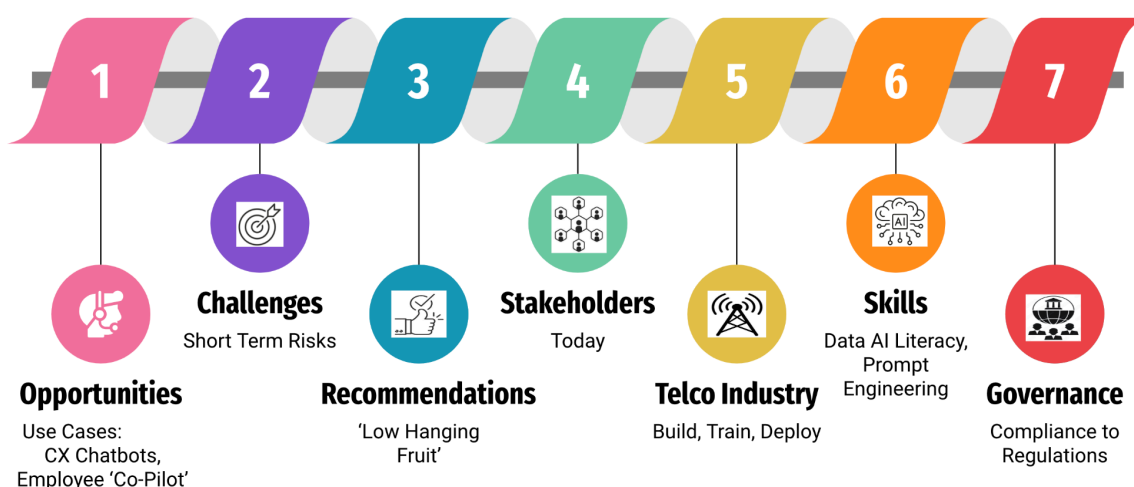 1
2
3
4
5
6
7
Opportunities
Use Cases:
CX Chatbots,
Employee ‘Co-Pilot’
Challenges
Short Term Risks
Recommendations
‘Low Hanging
Fruit’
Stakeholders
Today
Telco Industry
Build, Train, Deploy
AI
Skills
Data AI Literacy,
Prompt
Engineering
Governance
Compliance to
Regulations